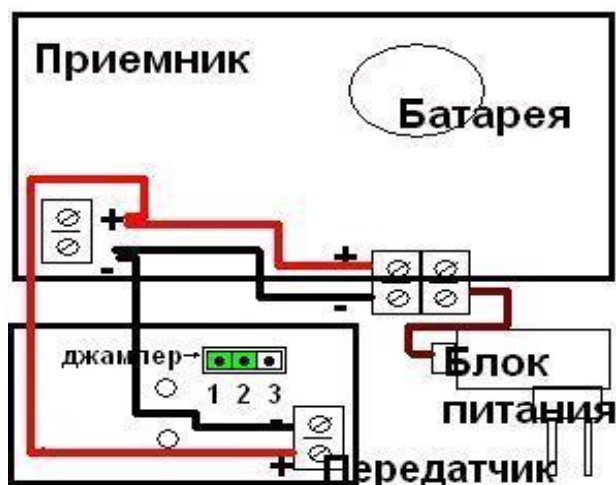 Приемник
Батарея
+
-
+
-
джампер→
1 2 3
-
+
Блок
питания
Передатчик